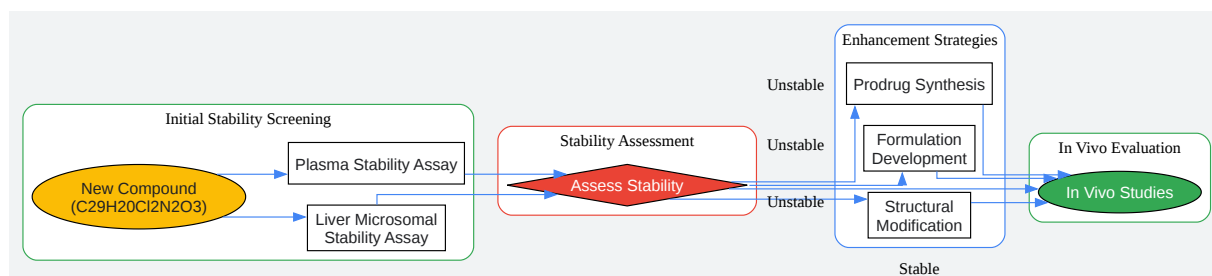 Initial Stability Screening
New Compound
(C29H20Cl2N2O3)
Plasma Stability Assay
Liver Microsomal
Stability Assay
Stability Assessment
Assess Stability
Unstable
Unstable
Unstable
Enhancement Strategies
Prodrug Synthesis
Formulation
Development
Structural
Modification
Stable
In Vivo Evaluation
In Vivo Studies